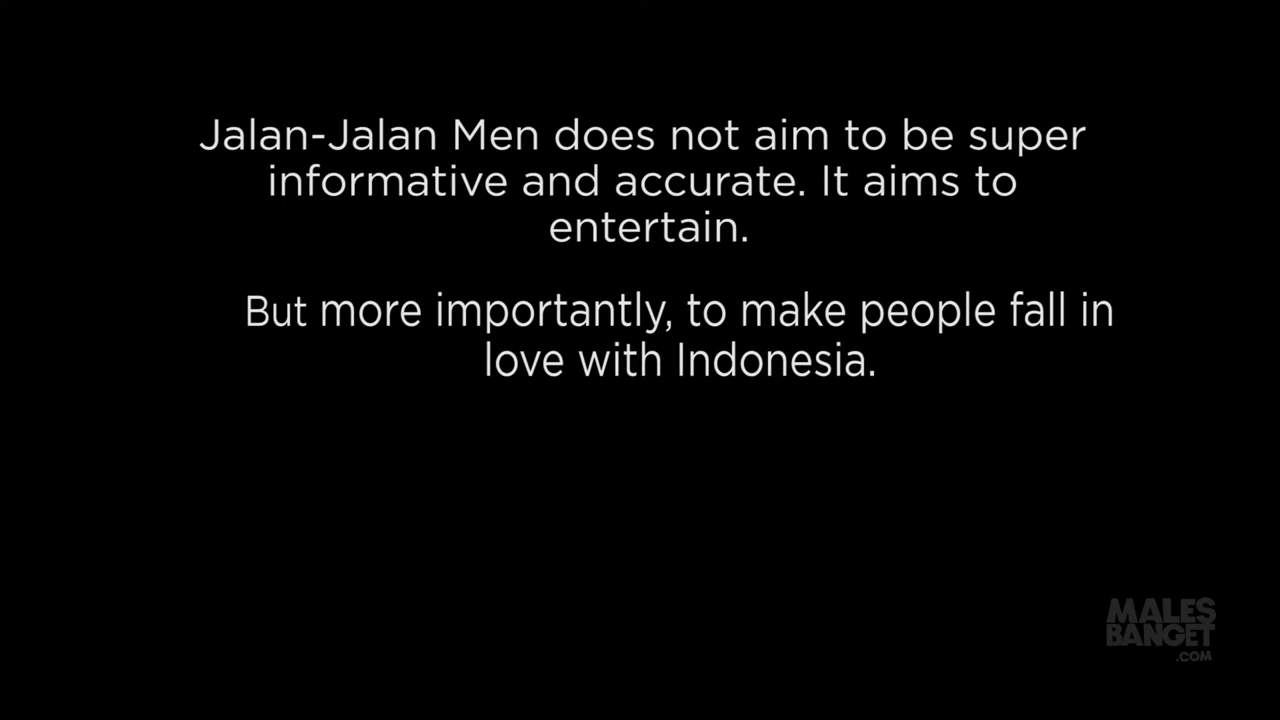 Jalan-Jalan Men does not aim to be super
informative and accurate. It aims to
entertain.
But more importantly, to make people fall in
love with Indonesia.
MALES
BANGET
.COM